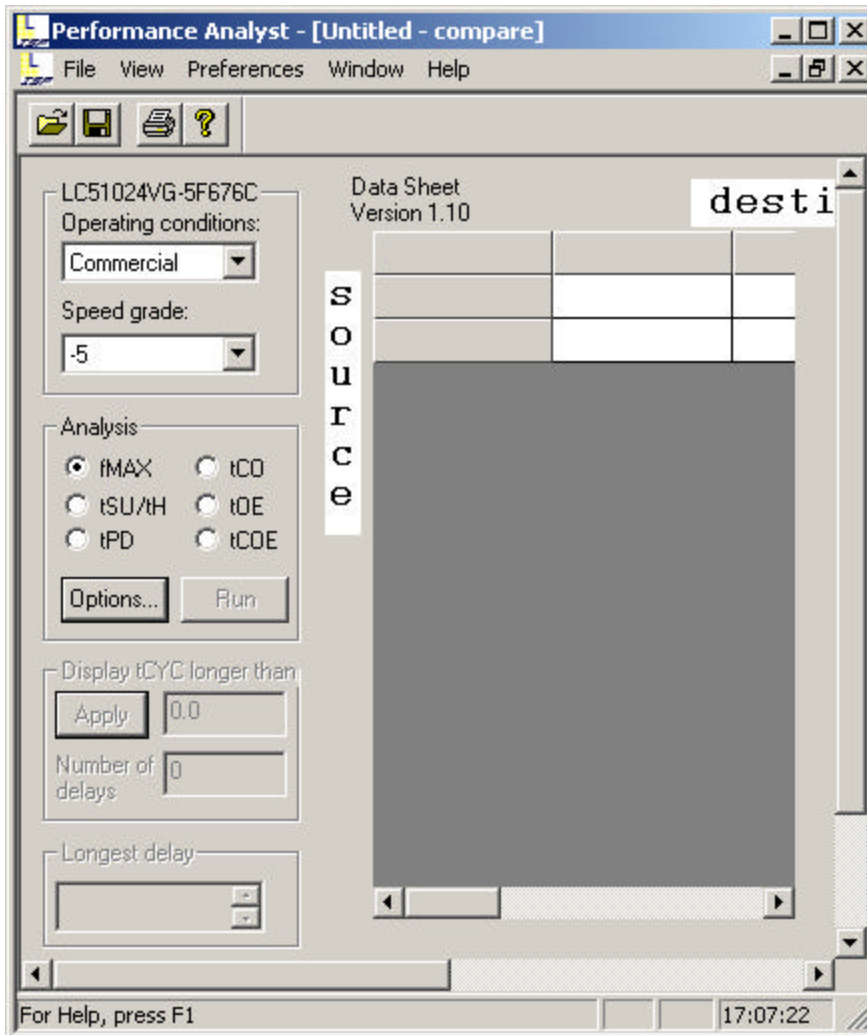 Performance Analyst - [Untitled - compare]
File View Preferences Window Help
LC51024VG-5F676C
Operating conditions:
Commercial
Speed grade:
-5
Data Sheet
Version 1.10
desti
source
Analysis
fMAX tCO
tSU/tH tOE
tPD tCOE
Options... Run
Display tCYC longer than
Apply 0.0
Number of delays 0
Longest delay
For Help, press F1 17:07:22